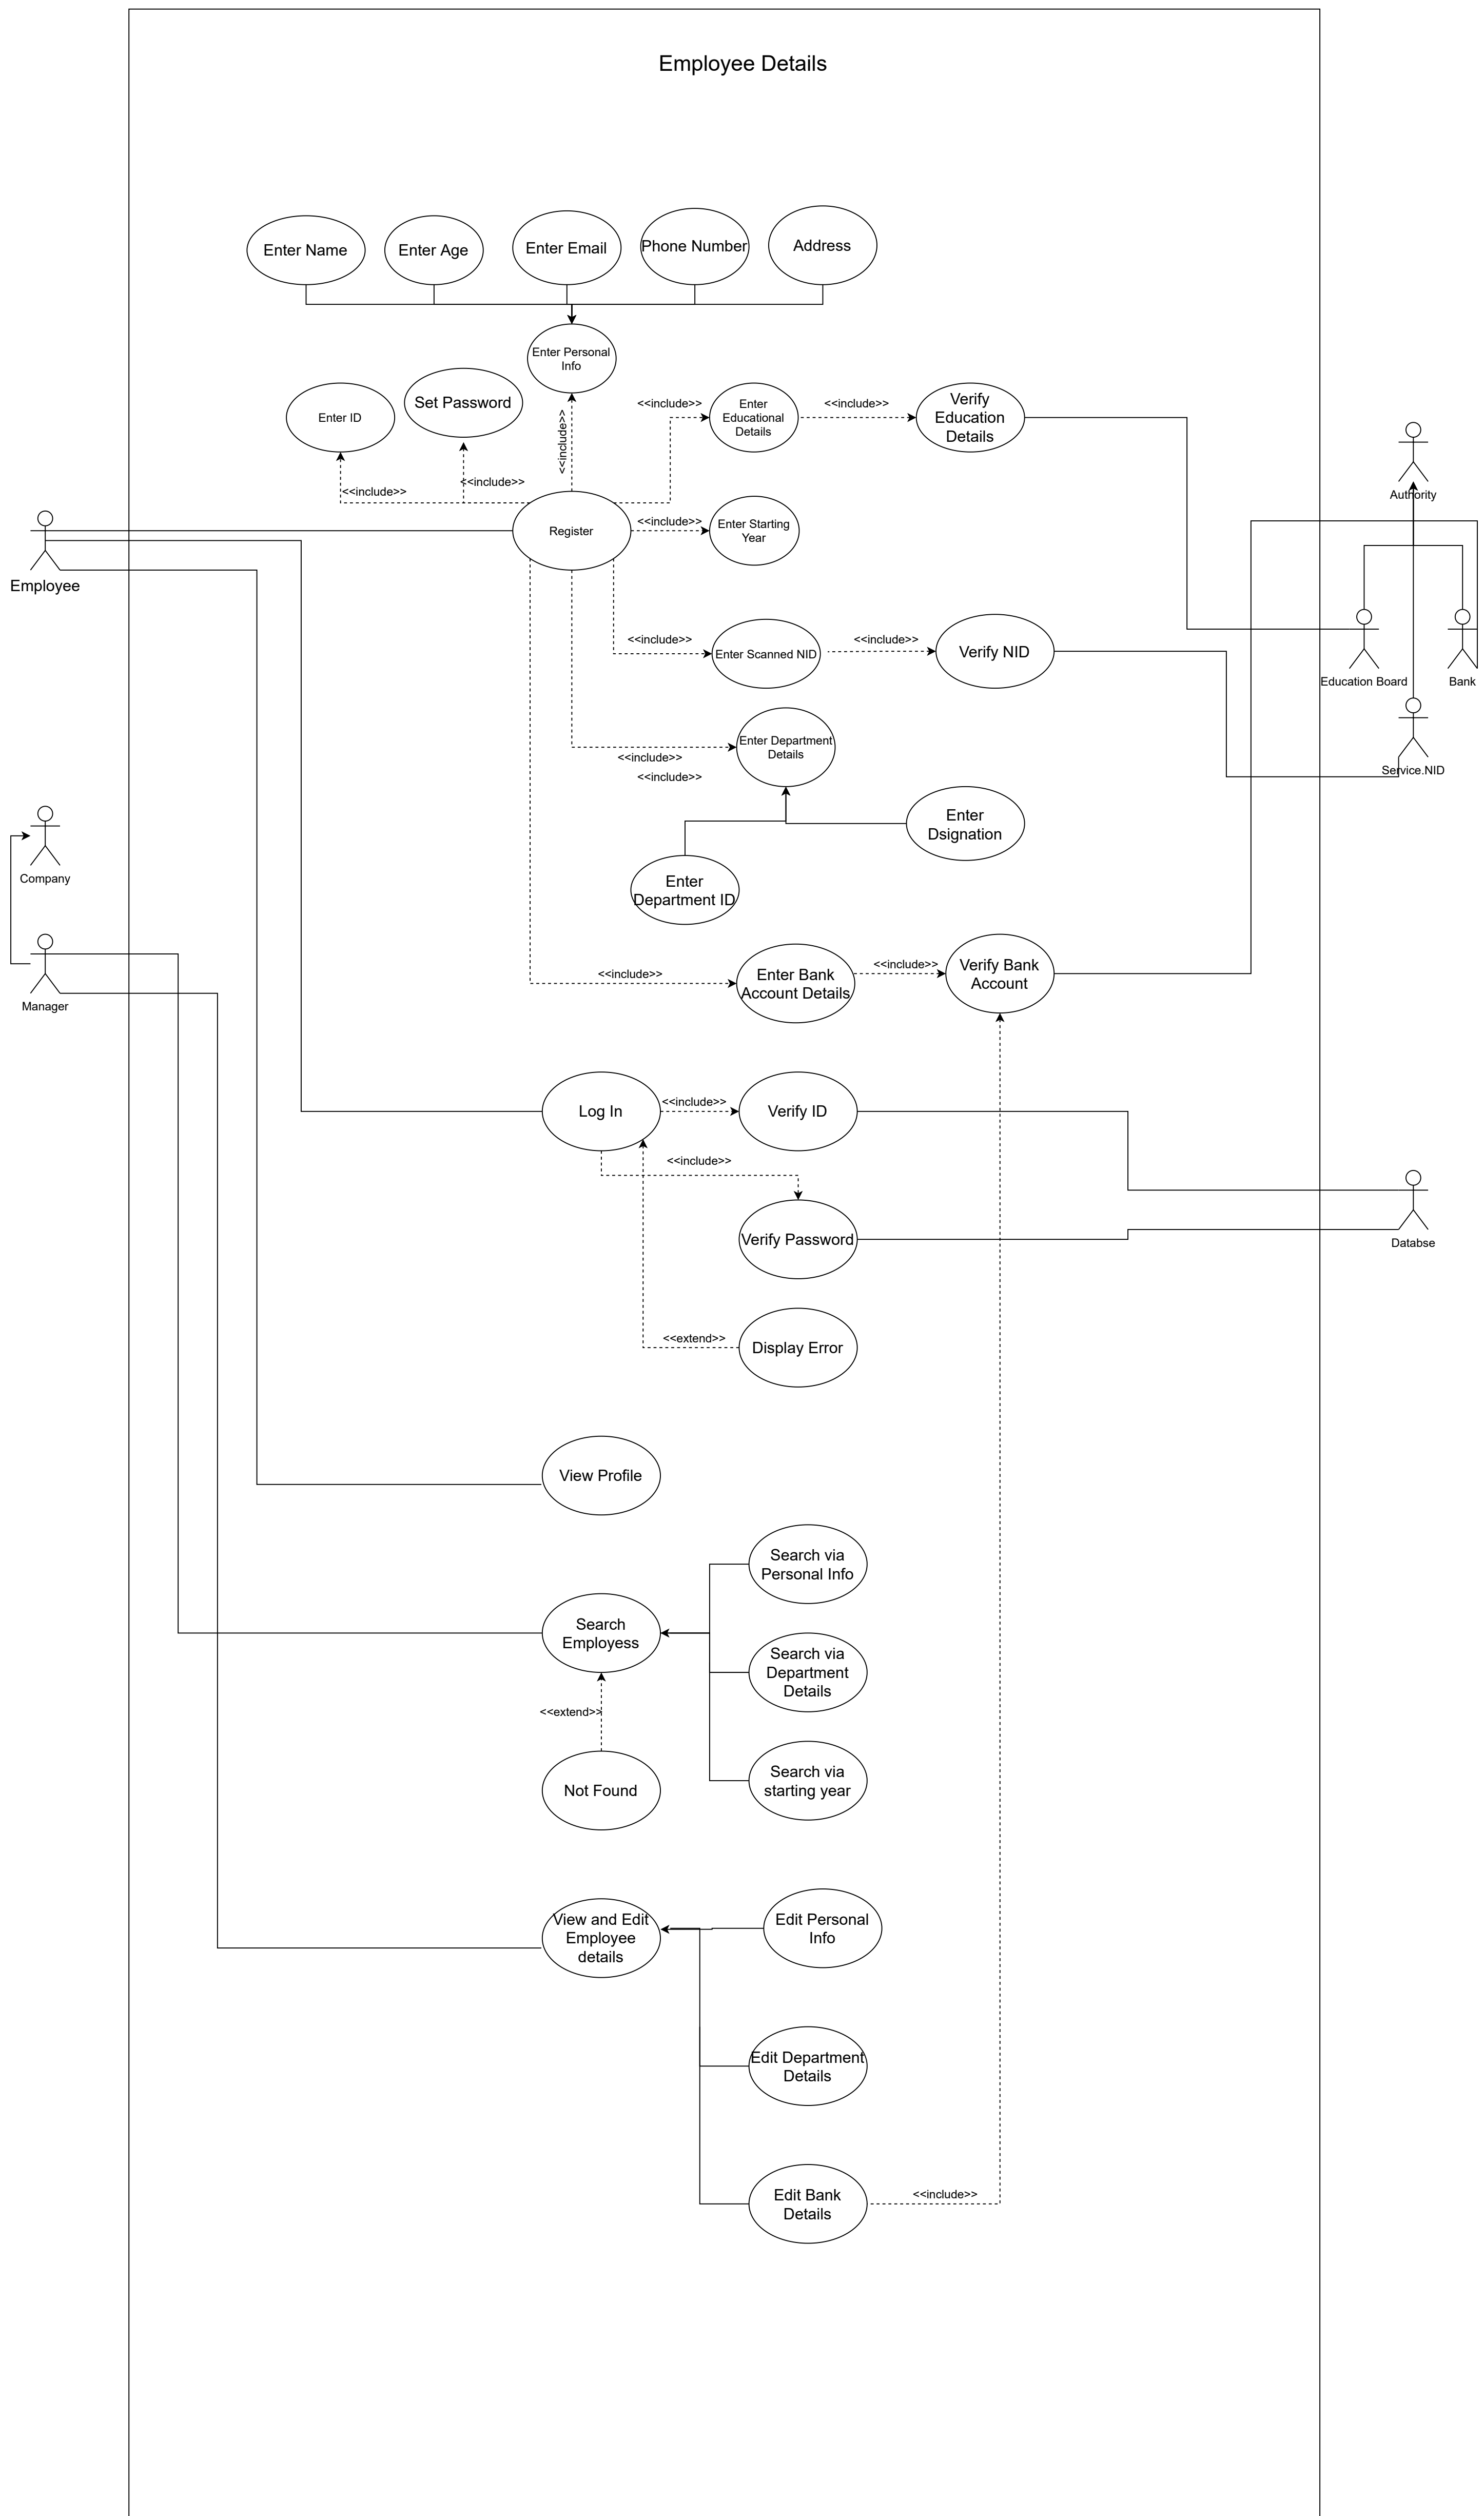 Employee Details
Enter Name
Enter Age
Enter Email
Phone Number
Address
Enter Personal
Info
Enter ID
Set Password
<<include>>
<<include>>
Enter
Educational
Details
<<include>>
Verify
Education
Details
<<include>>
<<include>>
Authority
Employee
Register
<<include>>
Enter Starting
Year
<<include>>
Enter Scanned NID
<<include>>
Verify NID
Education Board
Bank
Service.NID
Enter Department
Details
<<include>>
<<include>>
Enter
Dsignation
Enter
Department ID
Company
Manager
<<include>>
Enter Bank
Account Details
<<include>>
Verify Bank
Account
Log In
<<include>>
Verify ID
<<include>>
Verify Password
Databse
<<extend>>
Display Error
View Profile
Search via
Personal Info
Search
Employess
Search via
Department
Details
<<extend>>
Not Found
Search via
starting year
View and Edit
Employee
details
Edit Personal
Info
Edit Department
Details
Edit Bank
Details
<<include>>